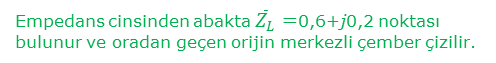 Empedans cinsinden abakta Z̄_L =0,6+j0,2 noktası
bulunur ve oradan geçen orijin merkezli çember çizilir.